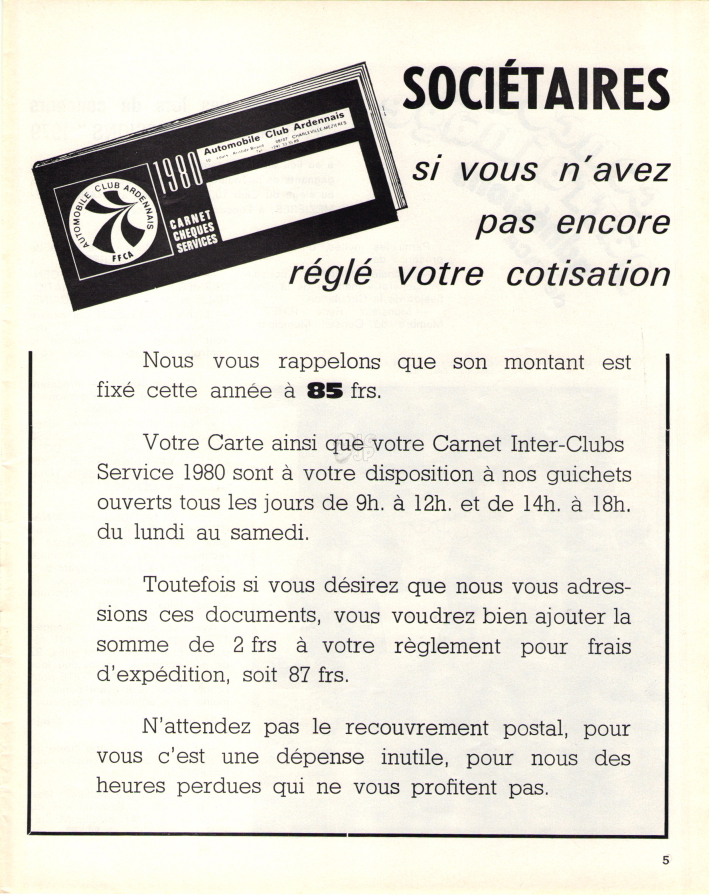 SOCIÉTAIRES
si vous n'avez
pas encore
réglé votre cotisation
Automobile Club Ardennais
CHARLEVILLE-MÉZIÈRES
1980
CARNET
CHEQUES
SERVICES
AUTOMOBILE CLUB ARDENNAIS
FFCA
Nous vous rappelons que son montant est
fixé cette année à 85 frs.
Votre Carte ainsi que votre Carnet Inter-Clubs
Service 1980 sont à votre disposition à nos guichets
ouverts tous les jours de 9h. à 12h. et de 14h. à 18h.
du lundi au samedi.
Toutefois si vous désirez que nous vous adres-
sions ces documents, vous voudrez bien ajouter la
somme de 2 frs à votre règlement pour frais
d'expédition, soit 87 frs.
N'attendez pas le recouvrement postal, pour
vous c'est une dépense inutile, pour nous des
heures perdues qui ne vous profitent pas.
5